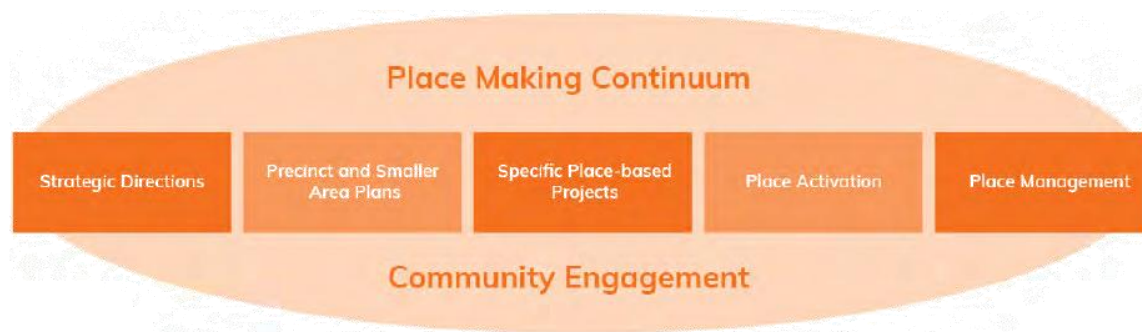 Place Making Continuum
Strategic Directions
Precinct and Smaller
Area Plans
Specific Place-based
Projects
Place Activation
Place Management
Community Engagement